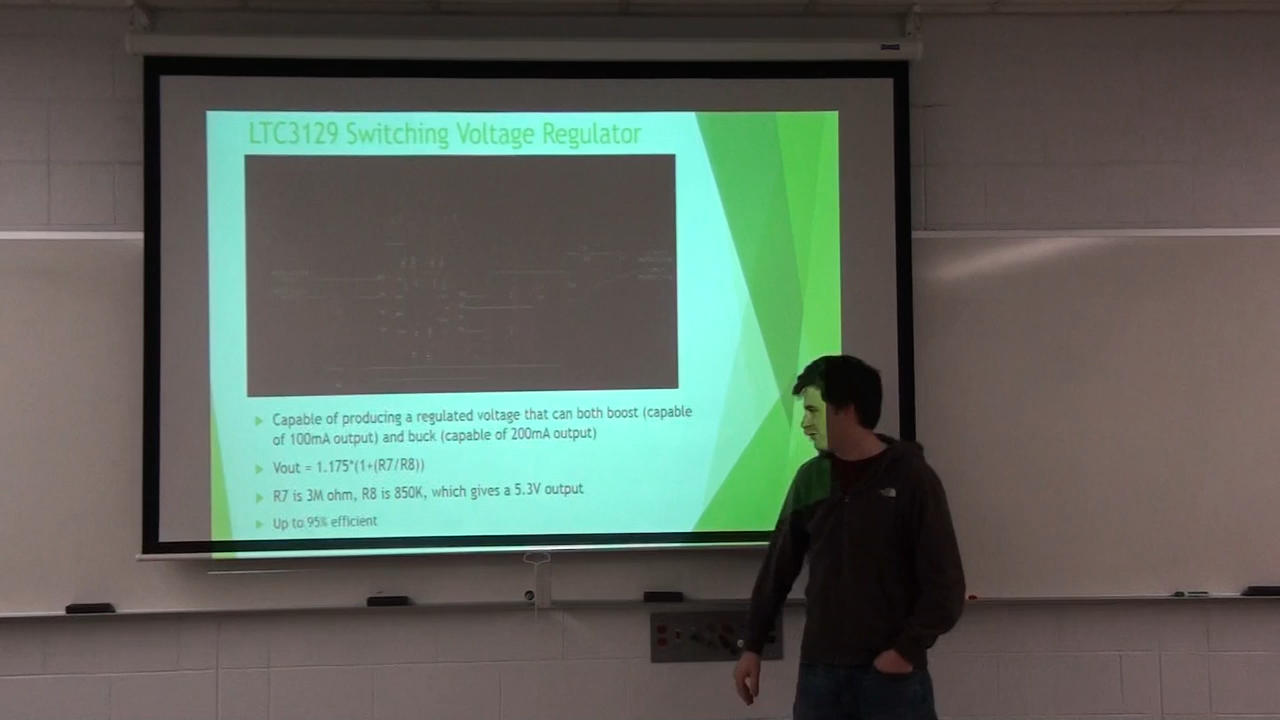 LTC3129 Switching Voltage Regulator
Capable of producing a regulated voltage that can both boost (capable
of 100mA output) and buck (capable of 200mA output)
Vout = 1.175*(1+(R7/R8))
R7 is 3M ohm, R8 is 850K, which gives a 5.3V output
Up to 95% efficient